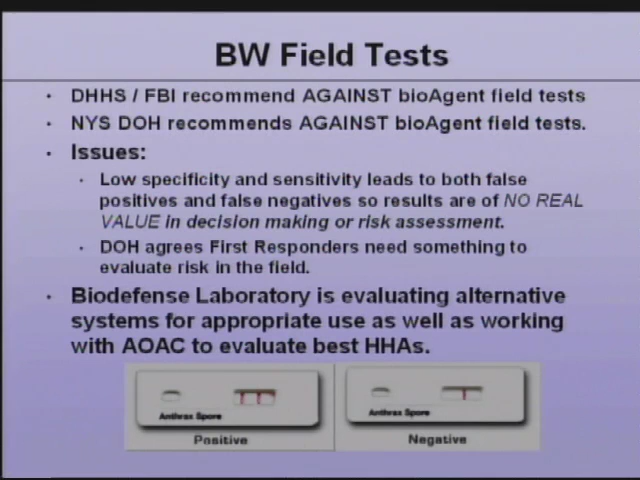 BW Field Tests
• DHHS / FBI recommend AGAINST bioAgent field tests
• NYS DOH recommends AGAINST bioAgent field tests.
• Issues:
• Low specificity and sensitivity leads to both false
positives and false negatives so results are of NO REAL
VALUE in decision making or risk assessment.
• DOH agrees First Responders need something to
evaluate risk in the field.
• Biodefense Laboratory is evaluating alternative
systems for appropriate use as well as working
with AOAC to evaluate best HHAs.
Anthrax Spore
Positive
Anthrax Spore
Negative